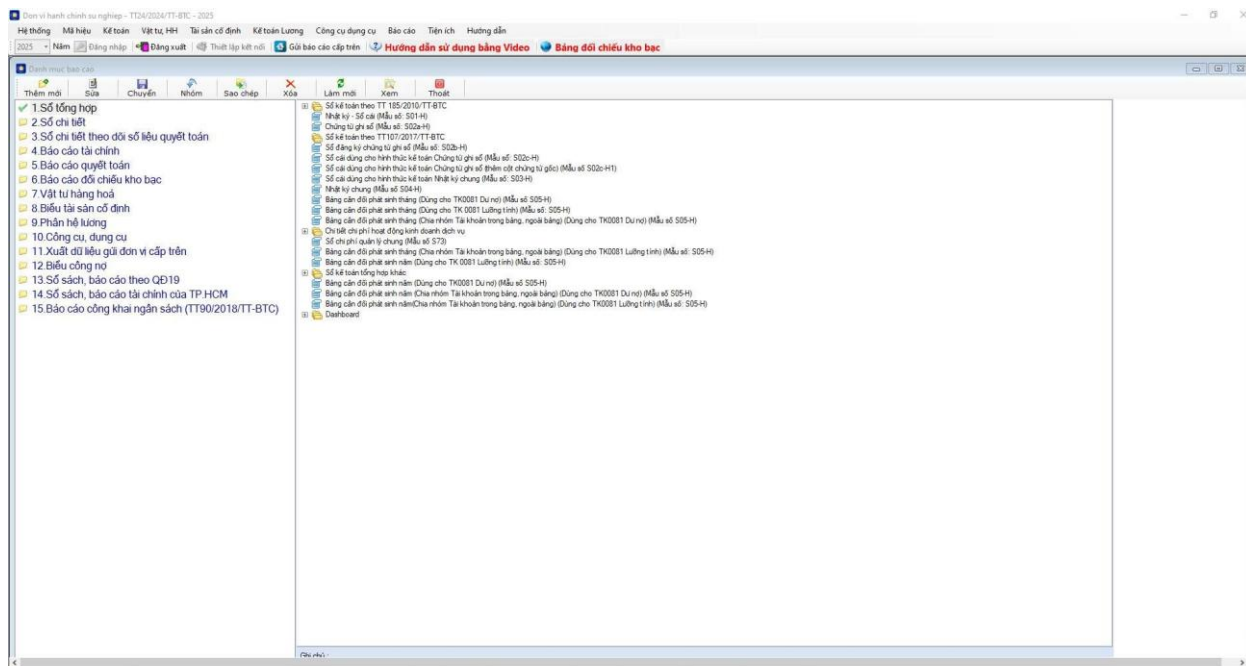 Don vi hanh chinh su nghiep - TT24/2024/TT-BTC - 2025
Hệ thống Mã hiệu Kế toán Vật tư, HH Tài sản cố định Kế toán Lương Công cụ dụng cụ Báo cáo Tiện ích Hướng dẫn
2025 Năm Đăng nhập Đăng xuất Thiết lập kết nối Gửi báo cáo cấp trên Hướng dẫn sử dụng bằng Video Bảng đối chiếu kho bạc
Danh muc bao cao
Thêm mới Sửa Chuyển Nhóm Sao chép Xóa Làm mới Xem Thoát
1.Sổ tổng hợp
2.Sổ chi tiết
3.Sổ chi tiết theo dõi số liệu quyết toán
4.Báo cáo tài chính
5.Báo cáo quyết toán
6.Báo cáo đối chiếu kho bạc
7.Vật tư hàng hoá
8.Biểu tài sản cố định
9.Phân hệ lương
10.Công cụ, dụng cụ
11.Xuất dữ liệu gửi đơn vị cấp trên
12.Biểu công nợ
13.Sổ sách, báo cáo theo QĐ19
14.Sổ sách, báo cáo tài chính của TP.HCM
15.Báo cáo công khai ngân sách (TT90/2018/TT-BTC)
Sổ kế toán theo TT 185/2010/TT-BTC
Nhật ký - Sổ cái (Mẫu số: S01-H)
Chứng từ ghi sổ (Mẫu số: S02a-H)
Sổ kế toán theo TT107/2017/TT-BTC
Sổ đăng ký chứng từ ghi sổ (Mẫu số: S02b-H)
Sổ cái dùng cho hình thức kế toán Chứng từ ghi sổ (Mẫu số: S02c-H)
Sổ cái dùng cho hình thức kế toán Chứng từ ghi sổ (thêm cột chứng từ gốc) (Mẫu số: S02c-H1)
Sổ cái dùng cho hình thức kế toán Nhật ký chung (Mẫu số: S03-H)
Nhật ký chung (Mẫu số S04-H)
Bảng cân đối phát sinh tháng (Dùng cho TK0081 Dư nợ) (Mẫu số S05-H)
Bảng cân đối phát sinh tháng (Dùng cho TK 0081 Lưỡng tính) (Mẫu số: S05-H)
Bảng cân đối phát sinh tháng (Chia nhóm Tài khoản trong bảng, ngoài bảng) (Dùng cho TK0081 Dư nợ) (Mẫu số S05-H)
Chi tiết chi phí hoạt động kinh doanh dịch vụ
Sổ chi phí quản lý chung (Mẫu số S73)
Bảng cân đối phát sinh tháng (Chia nhóm Tài khoản trong bảng, ngoài bảng) (Dùng cho TK0081 Lưỡng tính) (Mẫu số: S05-H)
Bảng cân đối phát sinh năm (Dùng cho TK 0081 Lưỡng tính) (Mẫu số: S05-H)
Sổ kế toán tổng hợp khác
Bảng cân đối phát sinh năm (Dùng cho TK0081 Dư nợ) (Mẫu số S05-H)
Bảng cân đối phát sinh năm (Chia nhóm Tài khoản trong bảng, ngoài bảng) (Dùng cho TK0081 Dư nợ) (Mẫu số: S05-H)
Bảng cân đối phát sinh năm(Chia nhóm Tài khoản trong bảng, ngoài bảng) (Dùng cho TK0081 Lưỡng tính) (Mẫu số: S05-H)
Dashboard
Ghi chú :